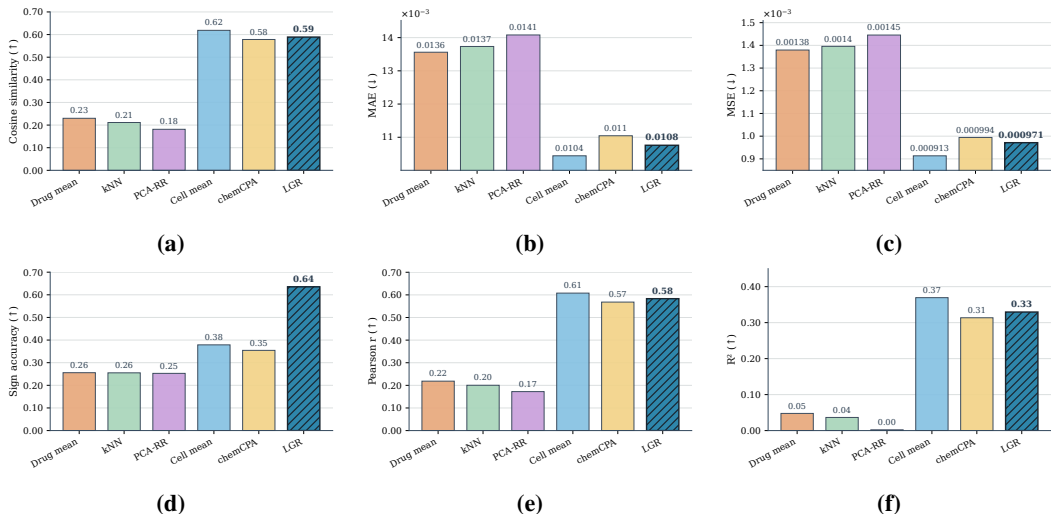 Cosine similarity (↑)
0.70
0.60
0.50
0.40
0.30
0.20
0.10
0.00
0.23
0.21
0.18
0.62
0.58
0.59
Drug mean
kNN
PCA-RR
Cell mean
chemCPA
LGR
(a)
×10⁻³
MAE (↓)
14
13
12
11
0.0136
0.0137
0.0141
0.0104
0.011
0.0108
Drug mean
kNN
PCA-RR
Cell mean
chemCPA
LGR
(b)
×10⁻³
MSE (↓)
1.5
1.4
1.3
1.2
1.1
1.0
0.9
0.00138
0.0014
0.00145
0.000913
0.000994
0.000971
Drug mean
kNN
PCA-RR
Cell mean
chemCPA
LGR
(c)
Sign accuracy (↑)
0.70
0.60
0.50
0.40
0.30
0.20
0.10
0.00
0.26
0.26
0.25
0.38
0.35
0.64
Drug mean
kNN
PCA-RR
Cell mean
chemCPA
LGR
(d)
Pearson r (↑)
0.70
0.60
0.50
0.40
0.30
0.20
0.10
0.00
0.22
0.20
0.17
0.61
0.57
0.58
Drug mean
kNN
PCA-RR
Cell mean
chemCPA
LGR
(e)
R² (↑)
0.40
0.30
0.20
0.10
0.00
0.05
0.04
0.00
0.37
0.31
0.33
Drug mean
kNN
PCA-RR
Cell mean
chemCPA
LGR
(f)